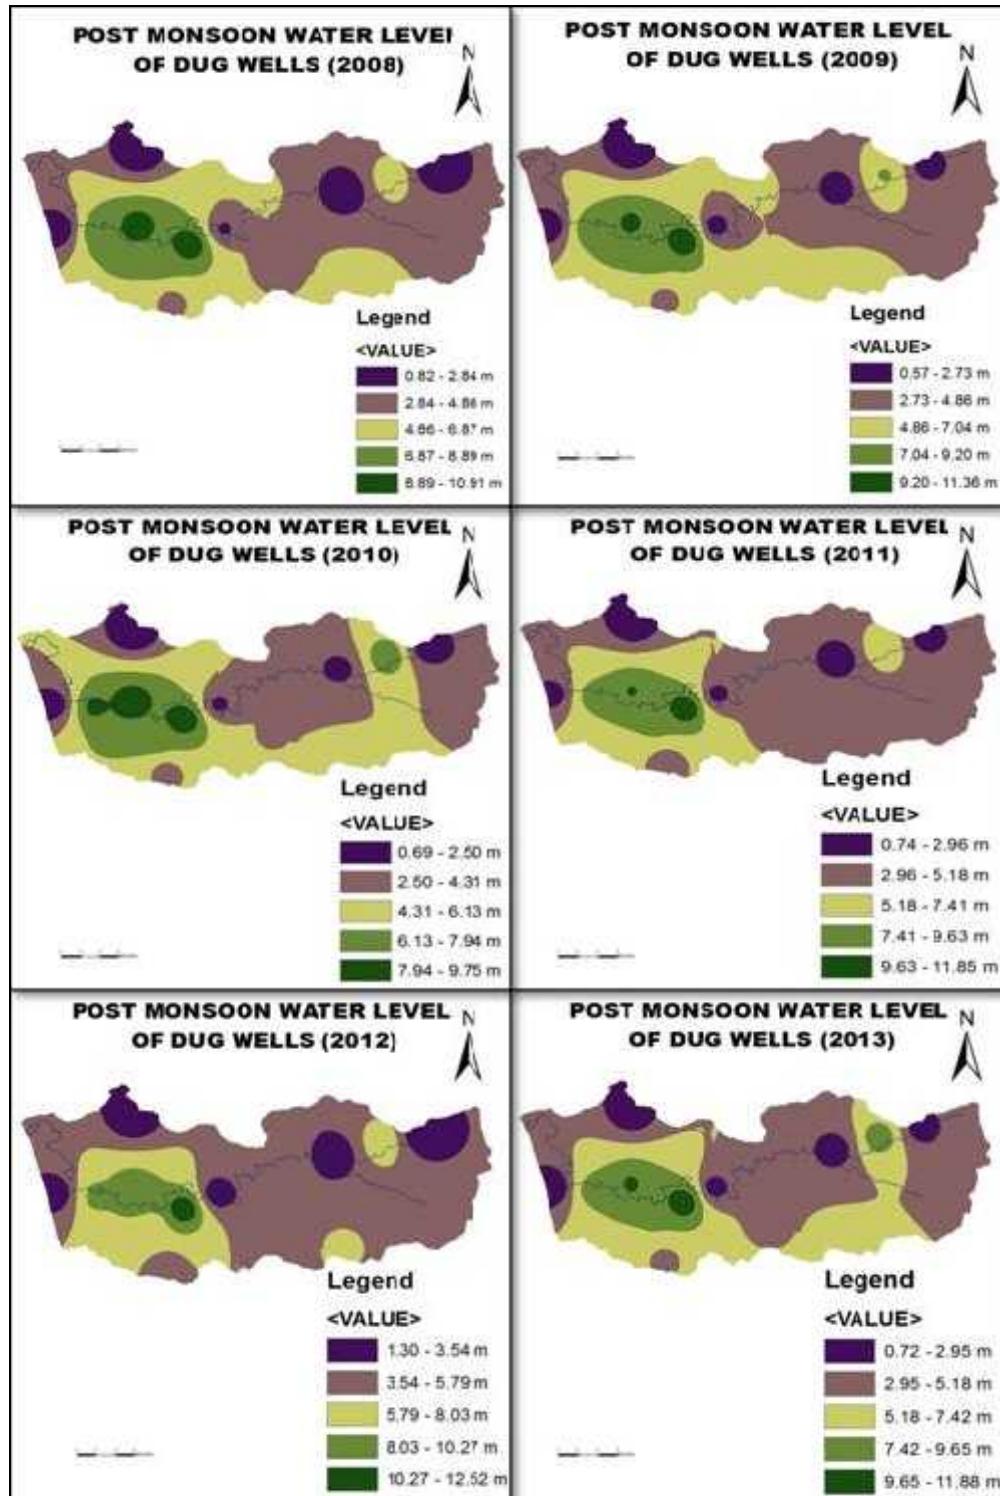 POST MONSOON WATER LEVEL
OF DUG WELLS (2008)
N
Legend
<VALUE>
0.82 - 2.84 m
2.84 - 4.86 m
4.86 - 6.87 m
6.87 - 8.89 m
8.89 - 10.91 m
POST MONSOON WATER LEVEL
OF DUG WELLS (2009)
N
Legend
<VALUE>
0.57 - 2.73 m
2.73 - 4.86 m
4.86 - 7.04 m
7.04 - 9.20 m
9.20 - 11.36 m
POST MONSOON WATER LEVEL
OF DUG WELLS (2010)
N
Legend
<VALUE>
0.69 - 2.50 m
2.50 - 4.31 m
4.31 - 6.13 m
6.13 - 7.94 m
7.94 - 9.75 m
POST MONSOON WATER LEVEL
OF DUG WELLS (2011)
N
Legend
<VALUE>
0.74 - 2.96 m
2.96 - 5.18 m
5.18 - 7.41 m
7.41 - 9.63 m
9.63 - 11.85 m
POST MONSOON WATER LEVEL
OF DUG WELLS (2012)
N
Legend
<VALUE>
1.30 - 3.54 m
3.54 - 5.79 m
5.79 - 8.03 m
8.03 - 10.27 m
10.27 - 12.52 m
POST MONSOON WATER LEVEL
OF DUG WELLS (2013)
N
Legend
<VALUE>
0.72 - 2.95 m
2.95 - 5.18 m
5.18 - 7.42 m
7.42 - 9.65 m
9.65 - 11.88 m